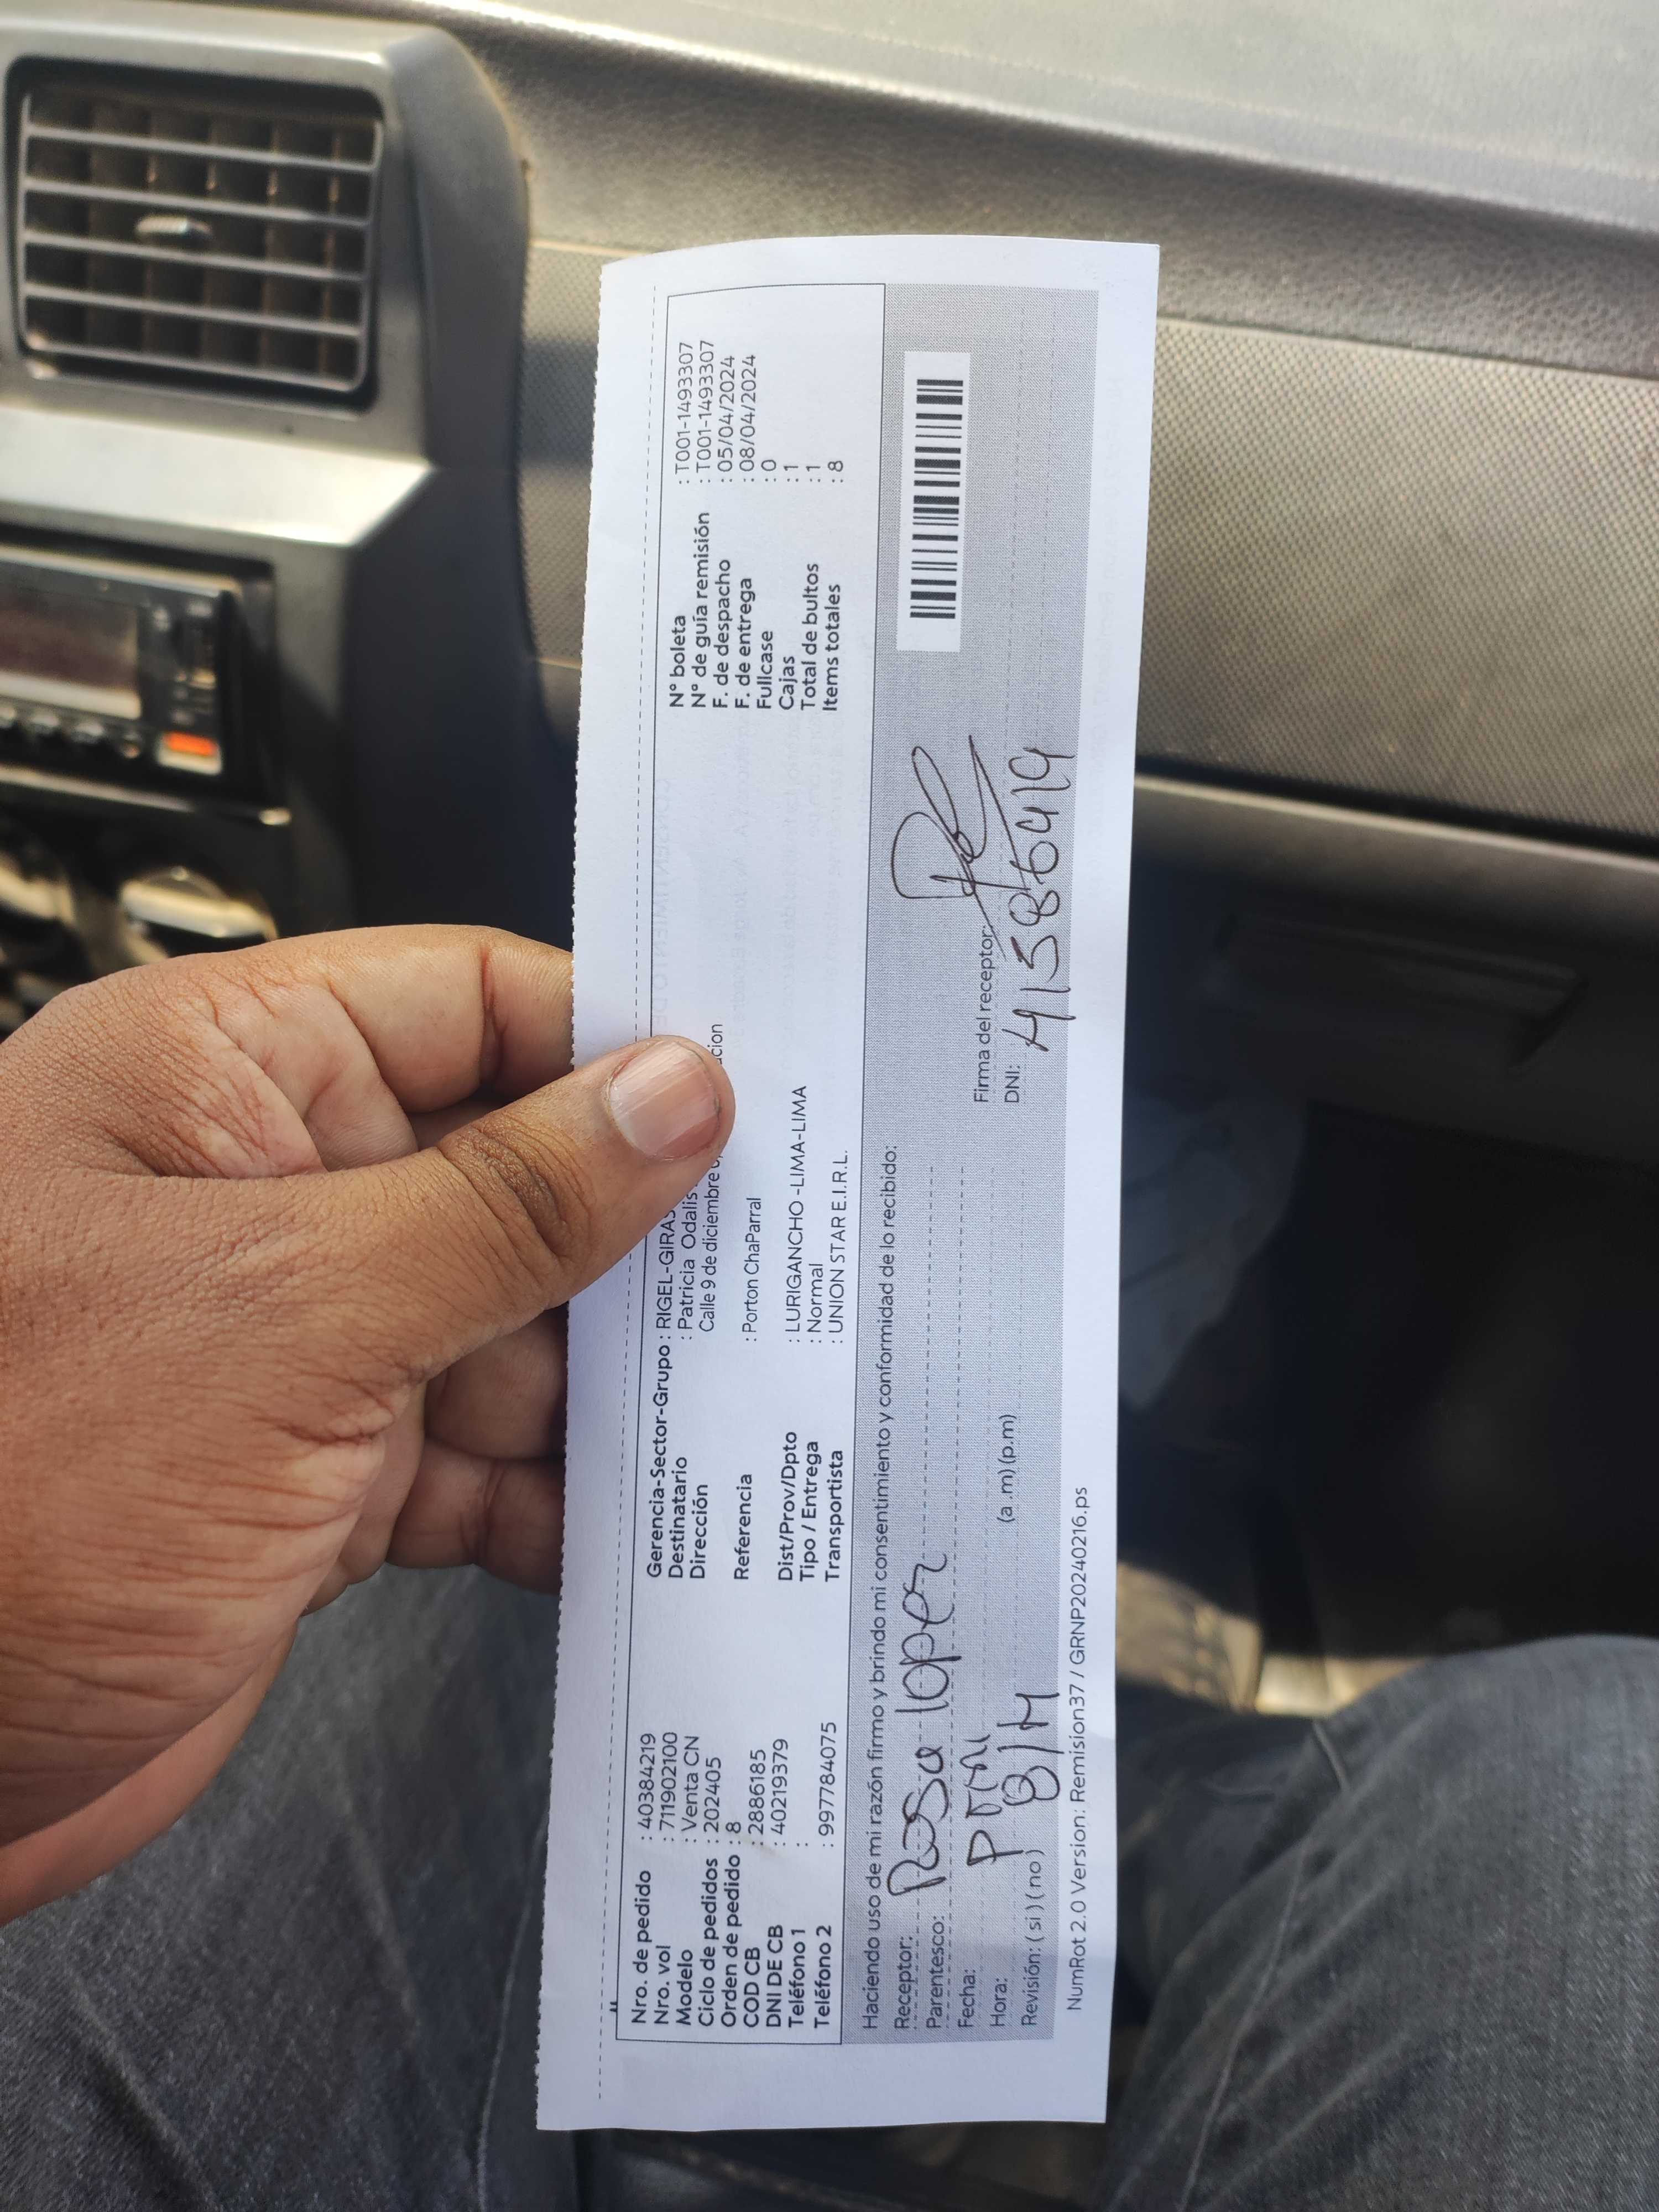 Nro. de pedido : 40384219
Nro. vol : 711902100
Modelo : Venta CN
Ciclo de pedidos : 202405
Orden de pedido : 8
COD CB : 2886185
DNI DE CB : 40219379
Teléfono 1 :
Teléfono 2 : 997784075
Gerencia-Sector-Grupo : RIGEL-GIRAS
Destinatario : Patricia Odalis
Dirección Calle 9 de diciembre
Referencia : Porton ChaParral
Dist/Prov/Dpto : LURIGANCHO -LIMA-LIMA
Tipo / Entrega : Normal
Transportista : UNION STAR E.I.R.L.
N° boleta : T001-1493307
N° de guía remisión : T001-1493307
F. de despacho : 05/04/2024
F. de entrega : 08/04/2024
Fullcase : 0
Cajas : 1
Total de bultos : 1
Items totales : 8
Haciendo uso de mi razón firmo y brindo mi consentimiento y conformidad de lo recibido:
Receptor: Rosa lopez
Parentesco:
Fecha:
Hora: (a .m) (p.m)
Revisión: ( si ) ( no )
Firma del receptor:
DNI: 41586419
NumRot 2.0 Version: Remision37 / GRNP20240216.ps